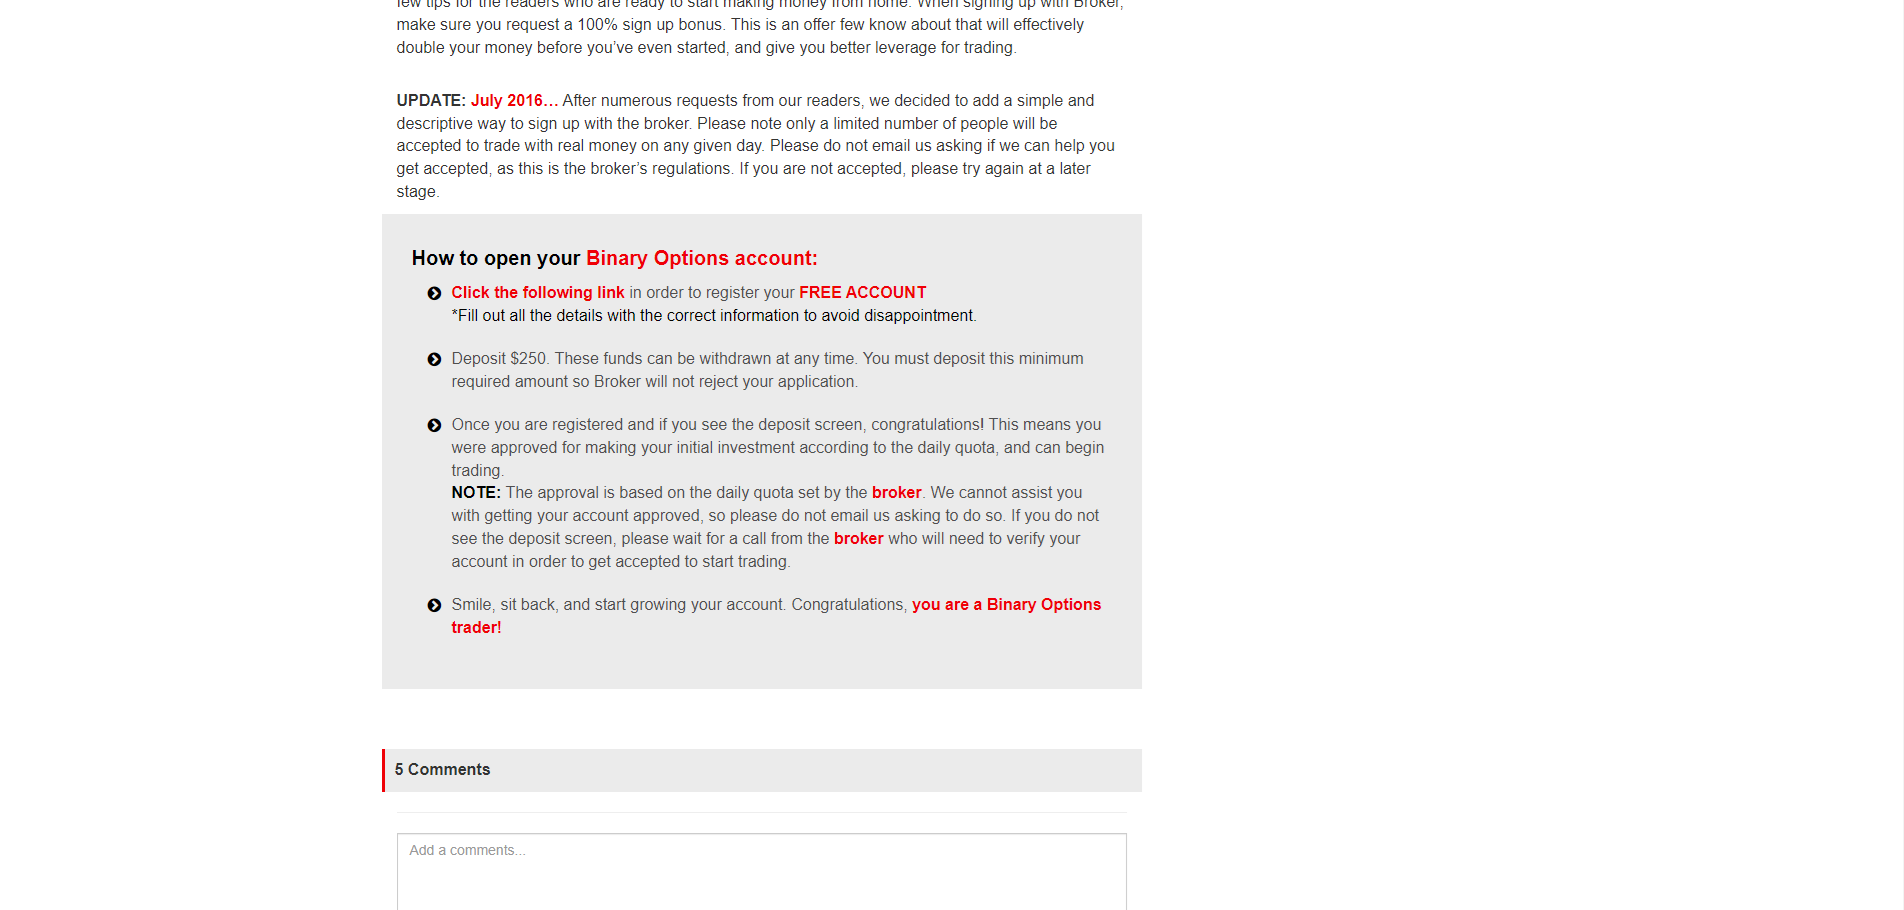 few tips for the readers who are ready to start making money from home. When signing up with Broker,
make sure you request a 100% sign up bonus. This is an offer few know about that will effectively
double your money before you’ve even started, and give you better leverage for trading.
UPDATE: July 2016… After numerous requests from our readers, we decided to add a simple and
descriptive way to sign up with the broker. Please note only a limited number of people will be
accepted to trade with real money on any given day. Please do not email us asking if we can help you
get accepted, as this is the broker’s regulations. If you are not accepted, please try again at a later
stage.
How to open your Binary Options account:
Click the following link in order to register your FREE ACCOUNT
*Fill out all the details with the correct information to avoid disappointment.
Deposit $250. These funds can be withdrawn at any time. You must deposit this minimum
required amount so Broker will not reject your application.
Once you are registered and if you see the deposit screen, congratulations! This means you
were approved for making your initial investment according to the daily quota, and can begin
trading.
NOTE: The approval is based on the daily quota set by the broker. We cannot assist you
with getting your account approved, so please do not email us asking to do so. If you do not
see the deposit screen, please wait for a call from the broker who will need to verify your
account in order to get accepted to start trading.
Smile, sit back, and start growing your account. Congratulations, you are a Binary Options
trader!
5 Comments
Add a comments...